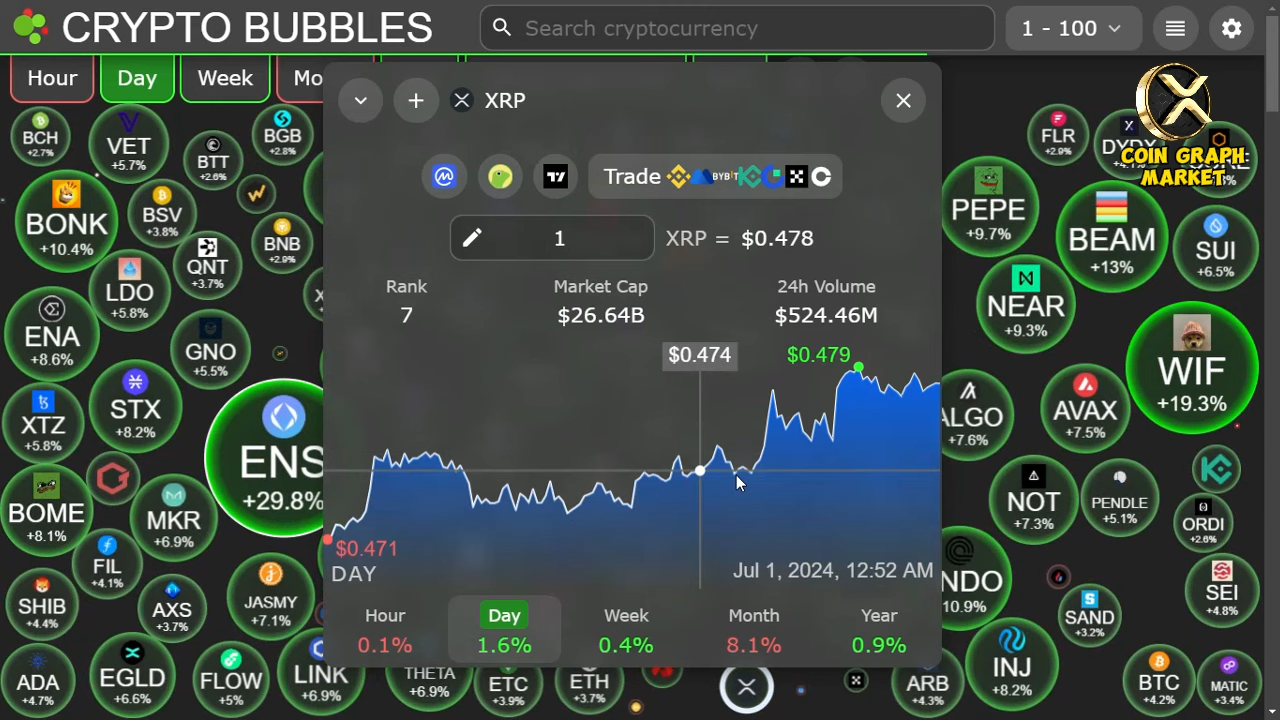 CRYPTO BUBBLES
Search cryptocurrency
1 - 100
Hour
Day
Week
XRP
COIN GRAPH
MARKET
Trade
BYBIT
1
XRP = $0.478
Rank
Market Cap
24h Volume
7
$26.64B
$524.46M
$0.474
$0.479
$0.471
DAY
Jul 1, 2024, 12:52 AM
Hour
Day
Week
Month
Year
0.1%
1.6%
0.4%
8.1%
0.9%
BCH
+2.7%
VET
+5.7%
BTT
+2.6%
BGB
+2.8%
BONK
+10.4%
BSV
+3.8%
BNB
+2.9%
QNT
+3.7%
LDO
+5.8%
ENA
+8.6%
GNO
+5.5%
XTZ
+5.8%
STX
+8.2%
ENS
+29.8%
BOME
+8.1%
MKR
+6.9%
FIL
+4.1%
SHIB
+4.4%
AXS
+3.7%
JASMY
+7.1%
ADA
+4.7%
EGLD
+6.6%
FLOW
+5%
LINK
+6.9%
THETA
+6.9%
ETC
+3.9%
ETH
+3.7%
FLR
+2.9%
PEPE
+9.7%
BEAM
+13%
SUI
+6.5%
NEAR
+9.3%
WIF
+19.3%
ALGO
+7.6%
AVAX
+7.5%
NOT
+7.3%
PENDLE
+5.1%
ORDI
+2.6%
NDO
10.9%
SAND
+3.2%
SEI
+4.8%
INJ
+8.2%
ARB
+4.3%
BTC
+4.2%
MATIC
+3.4%